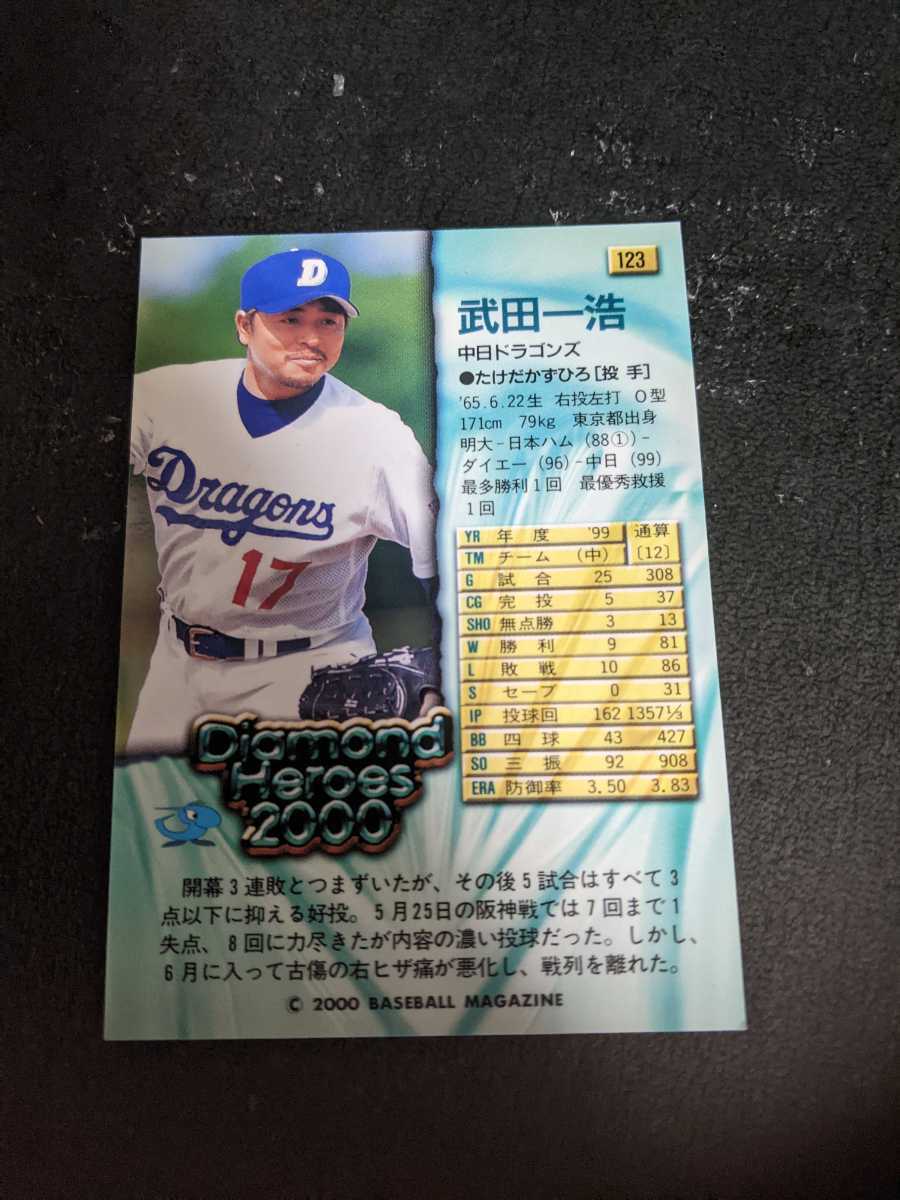 123
武田一浩
中日ドラゴンズ
●たけだかずひろ[投 手]
'65.6.22生 右投左打 O型
171cm 79kg 東京都出身
明大-日本ハム (88①)-
ダイエー (96)-中日 (99)
最多勝利1回 最優秀救援
1回
D
Dragons
17
YR 年 度 '99 通算
TM チーム (中) [12]
G 試 合 25 308
CG 完 投 5 37
SHO 無点勝 3 13
W 勝 利 9 81
L 敗 戦 10 86
S セーブ 0 31
IP 投球回 162 1357⅓
BB 四 球 43 427
SO 三 振 92 908
ERA 防御率 3.50 3.83
Diamond
Heroes
2000
開幕3連敗とつまずいたが、その後5試合はすべて3
点以下に抑える好投。5月25日の阪神戦では7回まで1
失点、8回に力尽きたが内容の濃い投球だった。しかし、
6月に入って古傷の右ヒザ痛が悪化し、戦列を離れた。
© 2000 BASEBALL MAGAZINE